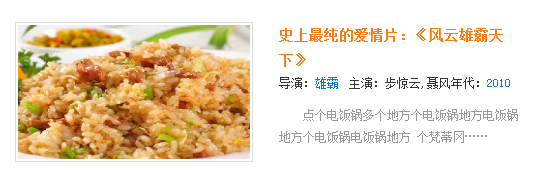 史上最纯的爱情片：《风云雄霸天
下》
导演：雄霸 主演：步惊云,聂风年代：2010
点个电饭锅多个地方个电饭锅地方电饭锅
地方个电饭锅电饭锅地方 个梵蒂冈……